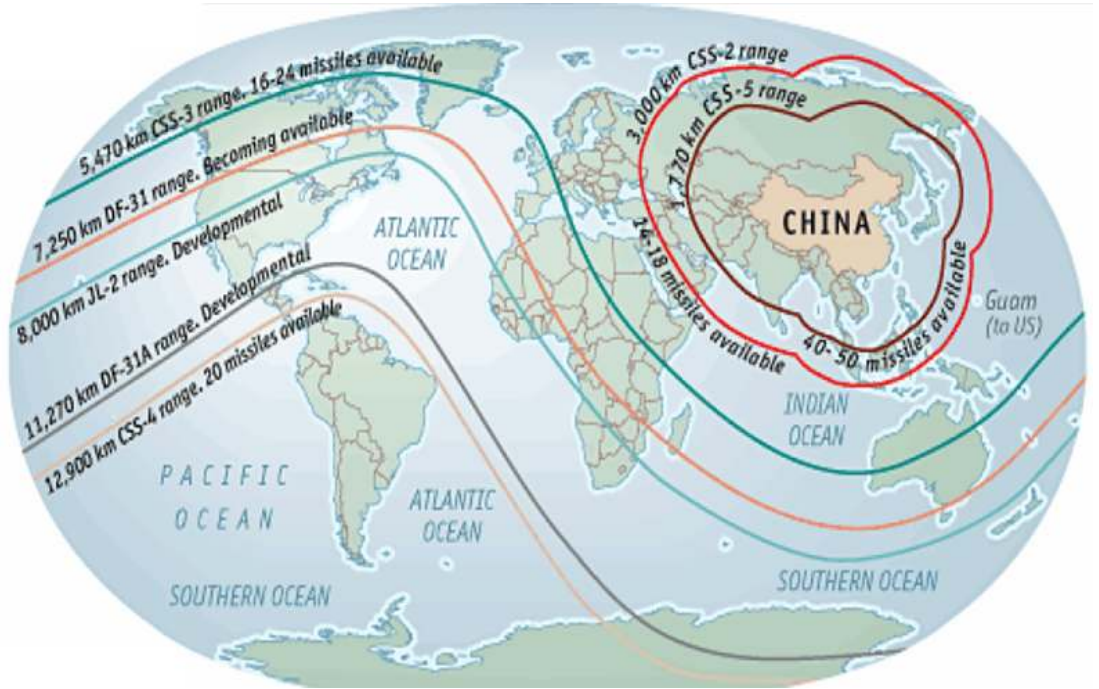 5,470 km CSS-3 range. 16-24 missiles available
7,250 km DF-31 range. Becoming available
8,000 km JL-2 range. Developmental
11,270 km DF-31A range. Developmental
12,900 km CSS-4 range, 20 missiles available
3,000 km CSS-2 range
14-18 missiles available
1,770 km CSS-5 range
40-50 missiles available
CHINA
ATLANTIC
OCEAN
Guam
(to US)
INDIAN
OCEAN
PACIFIC
OCEAN
ATLANTIC
OCEAN
SOUTHERN OCEAN
SOUTHERN OCEAN